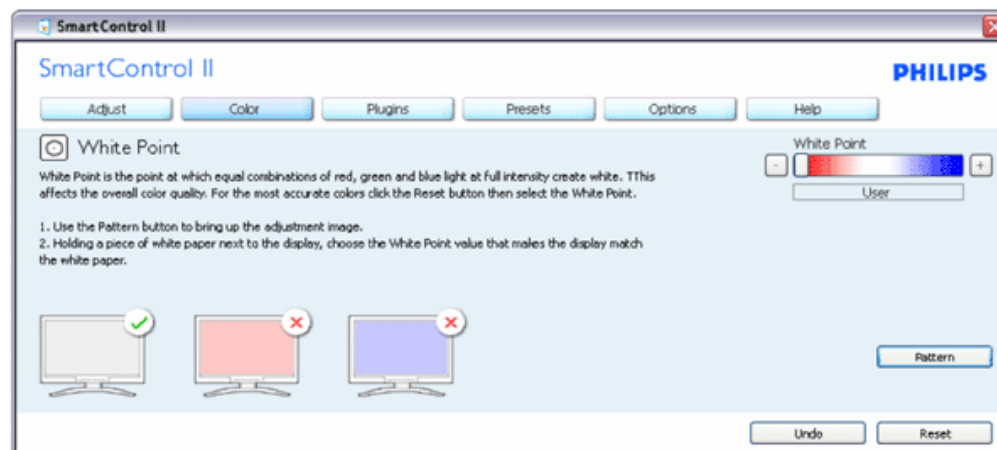 SmartControl II
SmartControl II
PHILIPS
Adjust Color Plugins Presets Options Help
White Point
White Point is the point at which equal combinations of red, green and blue light at full intensity create white. TThis
affects the overall color quality. For the most accurate colors click the Reset button then select the White Point.
1. Use the Pattern button to bring up the adjustment image.
2. Holding a piece of white paper next to the display, choose the White Point value that makes the display match
the white paper.
White Point
- +
User
Pattern
Undo Reset